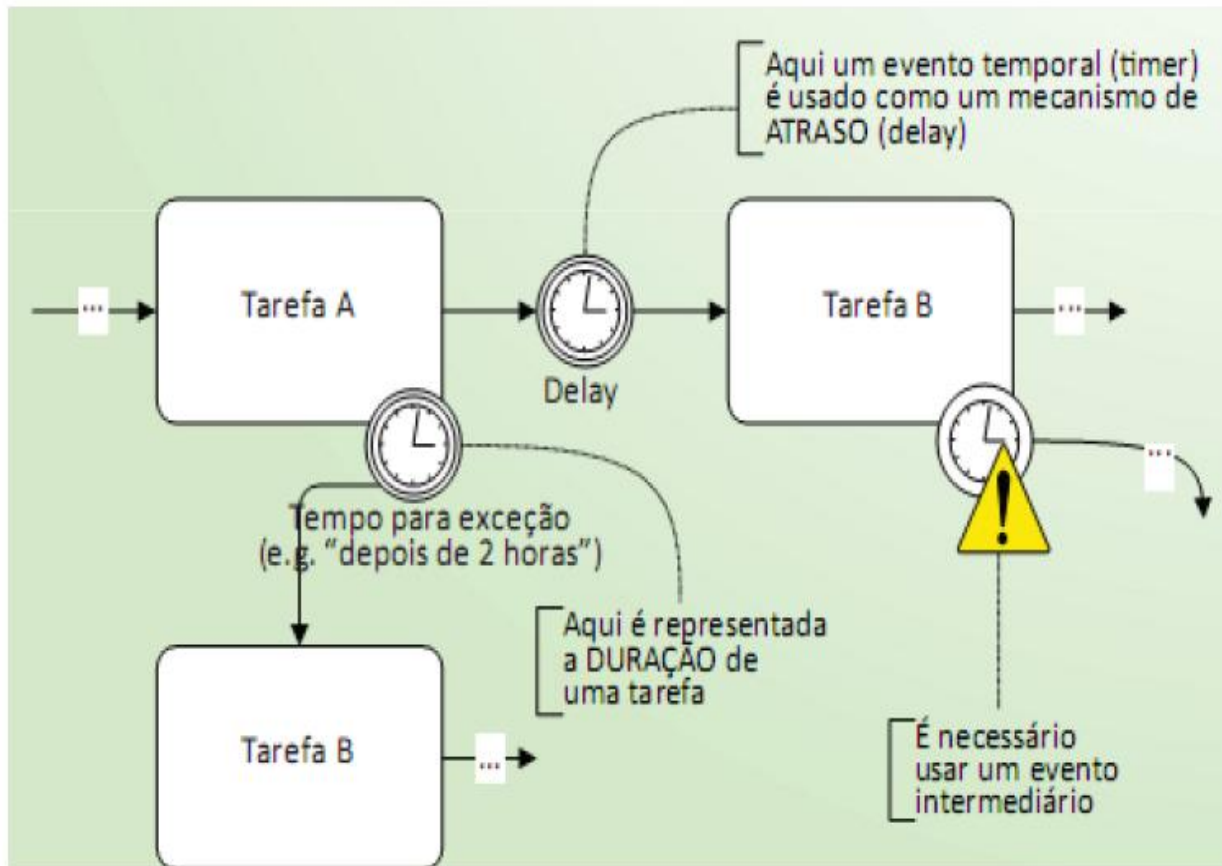 Aqui um evento temporal (timer)
é usado como um mecanismo de
ATRASO (delay)
...
Tarefa A
Delay
Tarefa B
...
...
Tempo para exceção
(e.g. “depois de 2 horas”)
Aqui é representada
a DURAÇÃO de
uma tarefa
Tarefa B
...
É necessário
usar um evento
intermediário